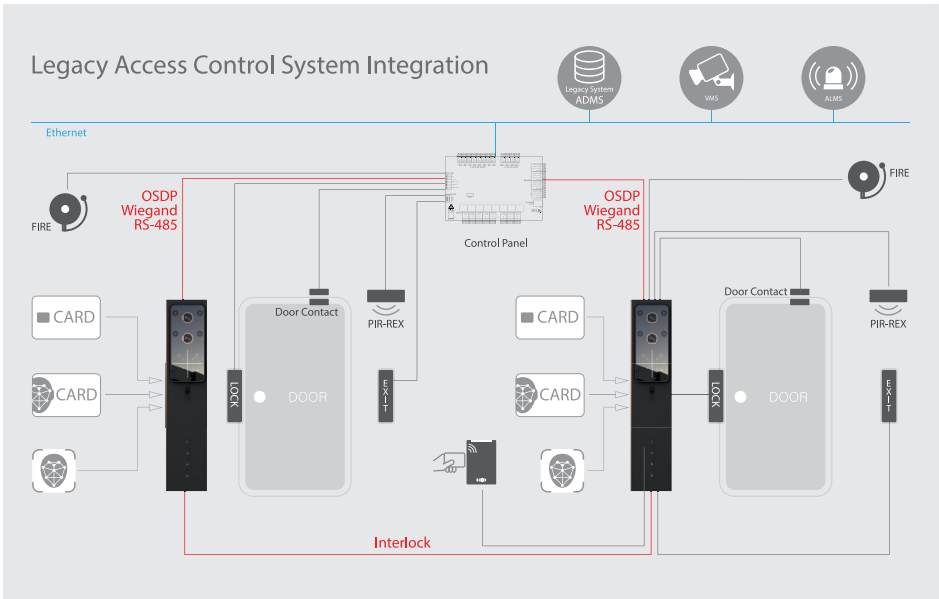 Legacy Access Control System Integration
Legacy System
ADMS
VMS
ALMS
Ethernet
FIRE
OSDP
Wiegand
RS-485
Control Panel
OSDP
Wiegand
RS-485
FIRE
CARD
Door Contact
PIR-REX
CARD
Door Contact
PIR-REX
CARD
LOCK
DOOR
EXIT
CARD
LOCK
DOOR
EXIT
Interlock